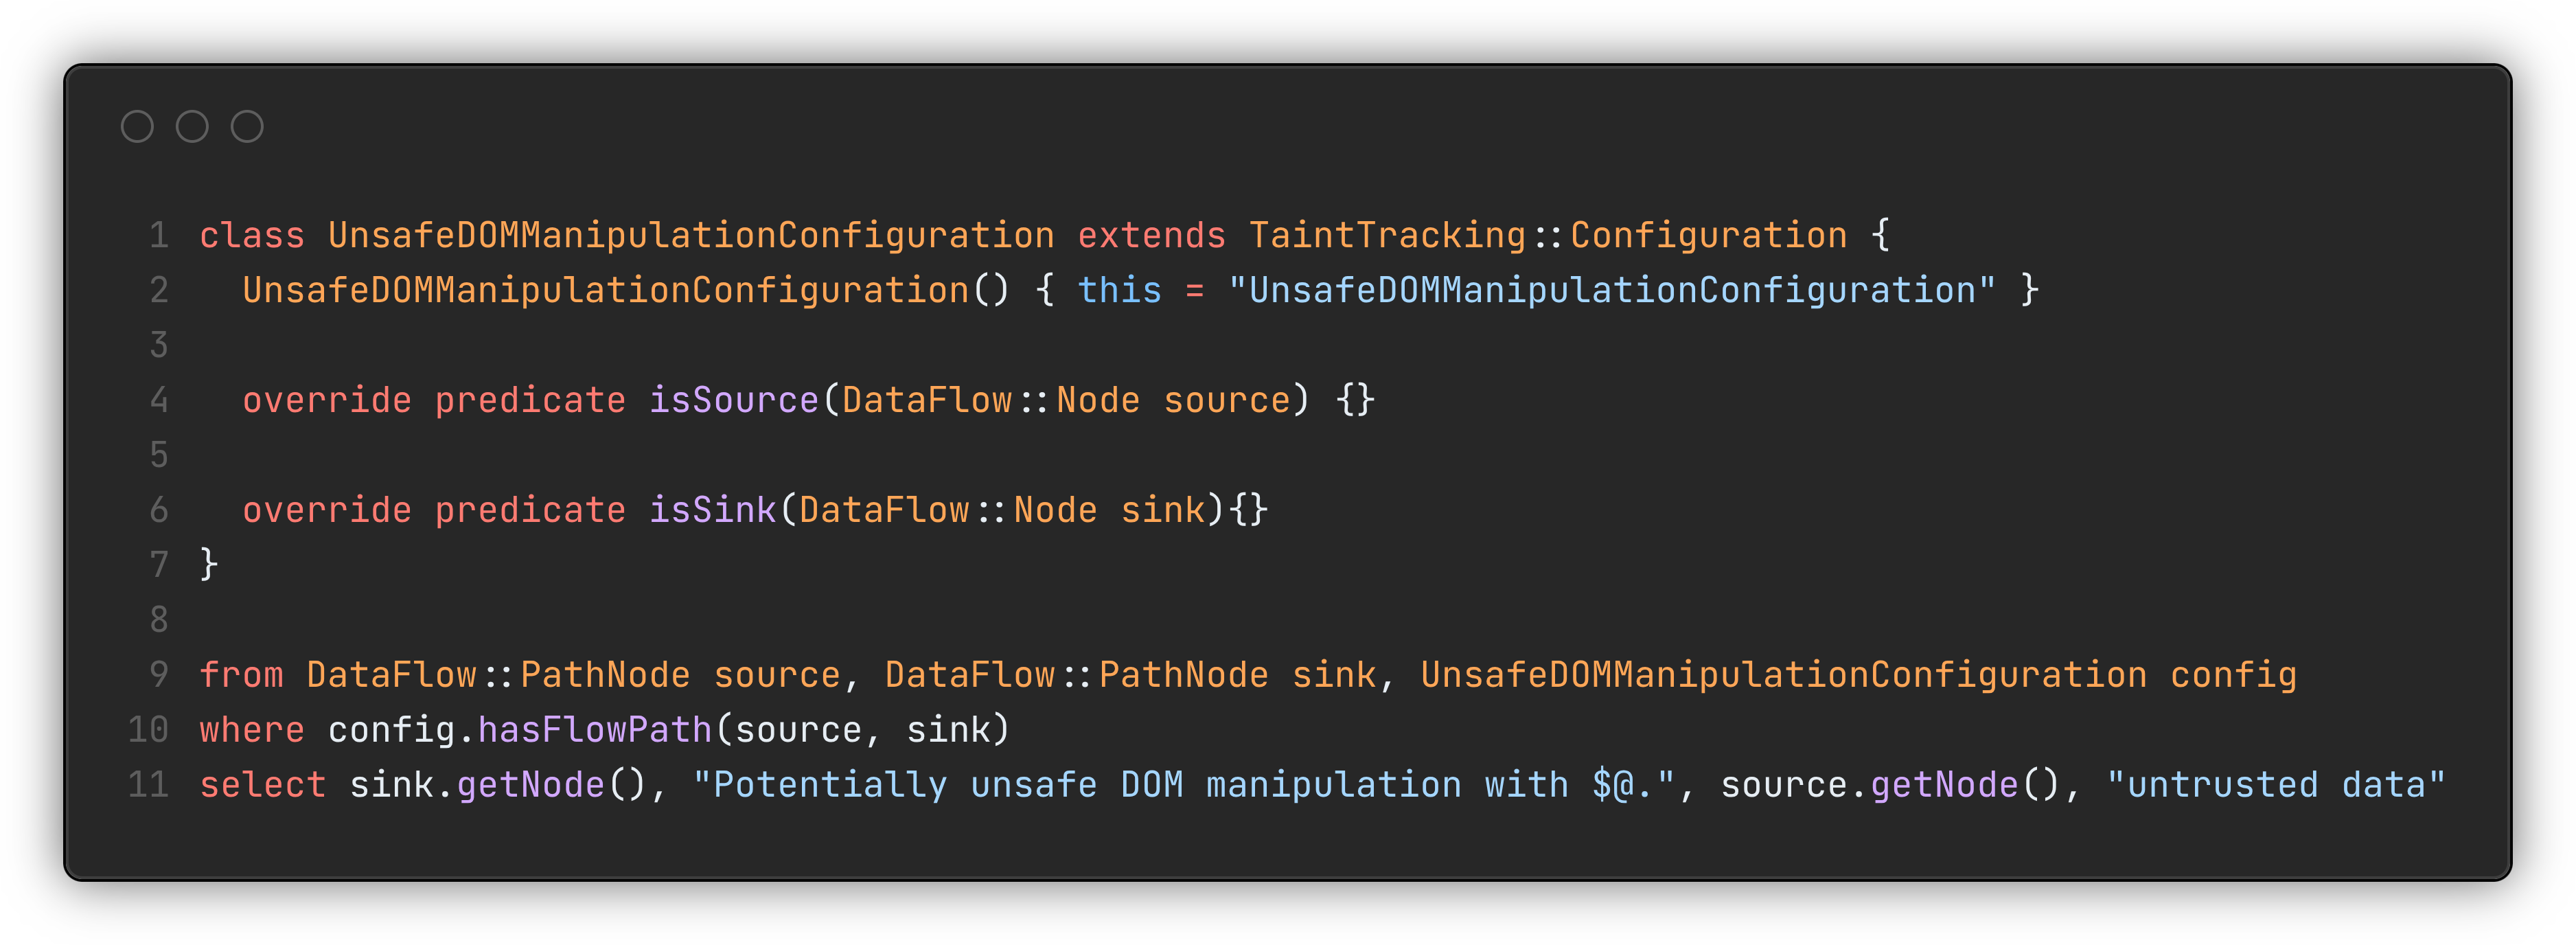 1 class UnsafeDOMManipulationConfiguration extends TaintTracking::Configuration {
2 UnsafeDOMManipulationConfiguration() { this = "UnsafeDOMManipulationConfiguration" }
3
4 override predicate isSource(DataFlow::Node source) {}
5
6 override predicate isSink(DataFlow::Node sink){}
7 }
8
9 from DataFlow::PathNode source, DataFlow::PathNode sink, UnsafeDOMManipulationConfiguration config
10 where config.hasFlowPath(source, sink)
11 select sink.getNode(), "Potentially unsafe DOM manipulation with $@.", source.getNode(), "untrusted data"